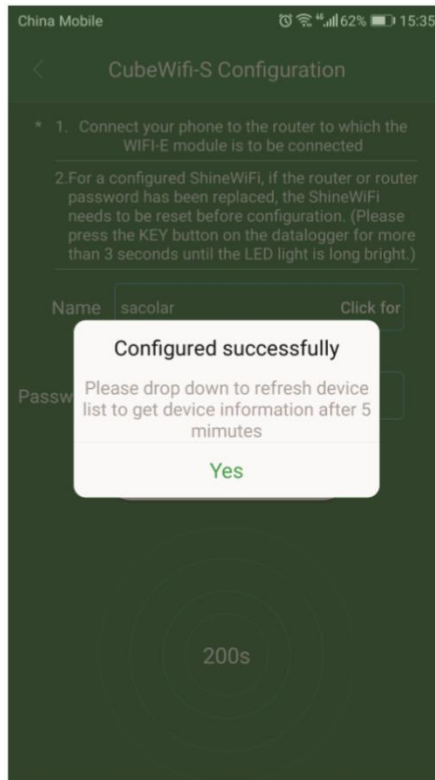 China Mobile 46 62% 15:35
CubeWifi-S Configuration
* 1. Connect your phone to the router to which the
WIFI-E module is to be connected
2.For a configured ShineWiFi, if the router or router
password has been replaced, the ShineWiFi
needs to be reset before configuration. (Please
press the KEY button on the datalogger for more
than 3 seconds until the LED light is long bright.)
Name sacolar Click for
Configured successfully
Passw
Please drop down to refresh device
list to get device information after 5
mimutes
Yes
200s